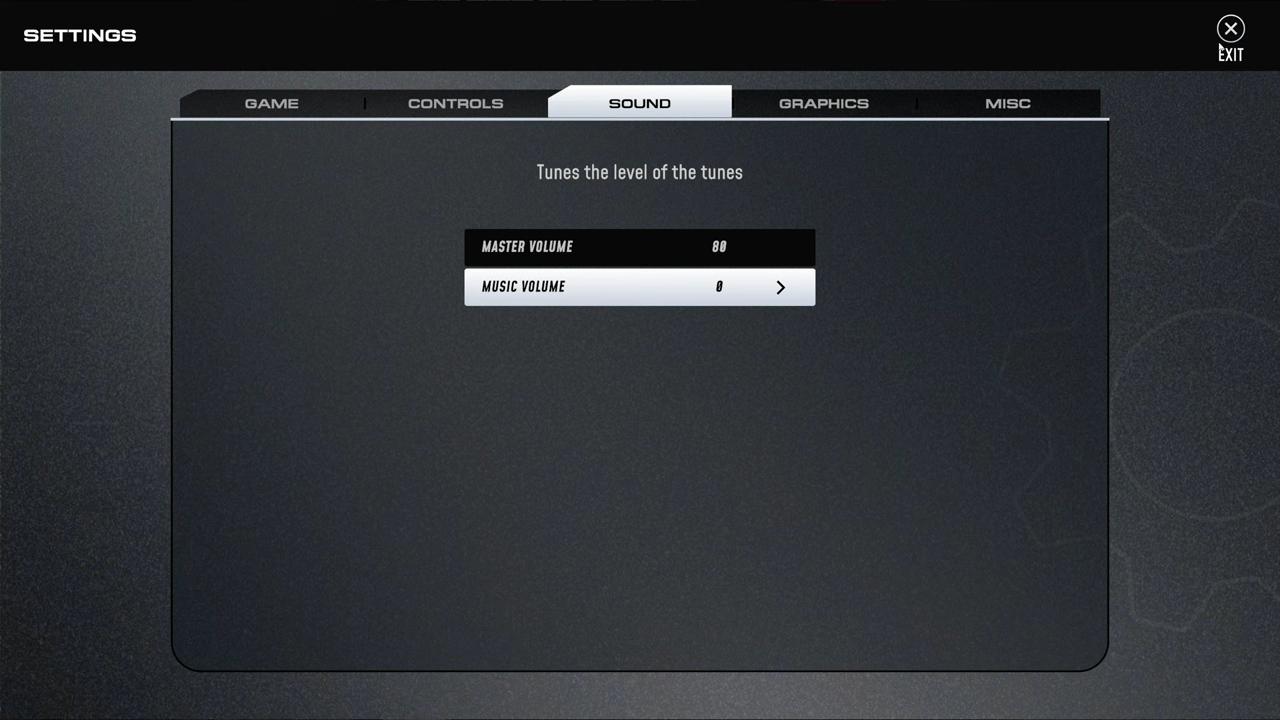 SETTINGS
EXIT
GAME CONTROLS SOUND GRAPHICS MISC
Tunes the level of the tunes
MASTER VOLUME 80
MUSIC VOLUME 0